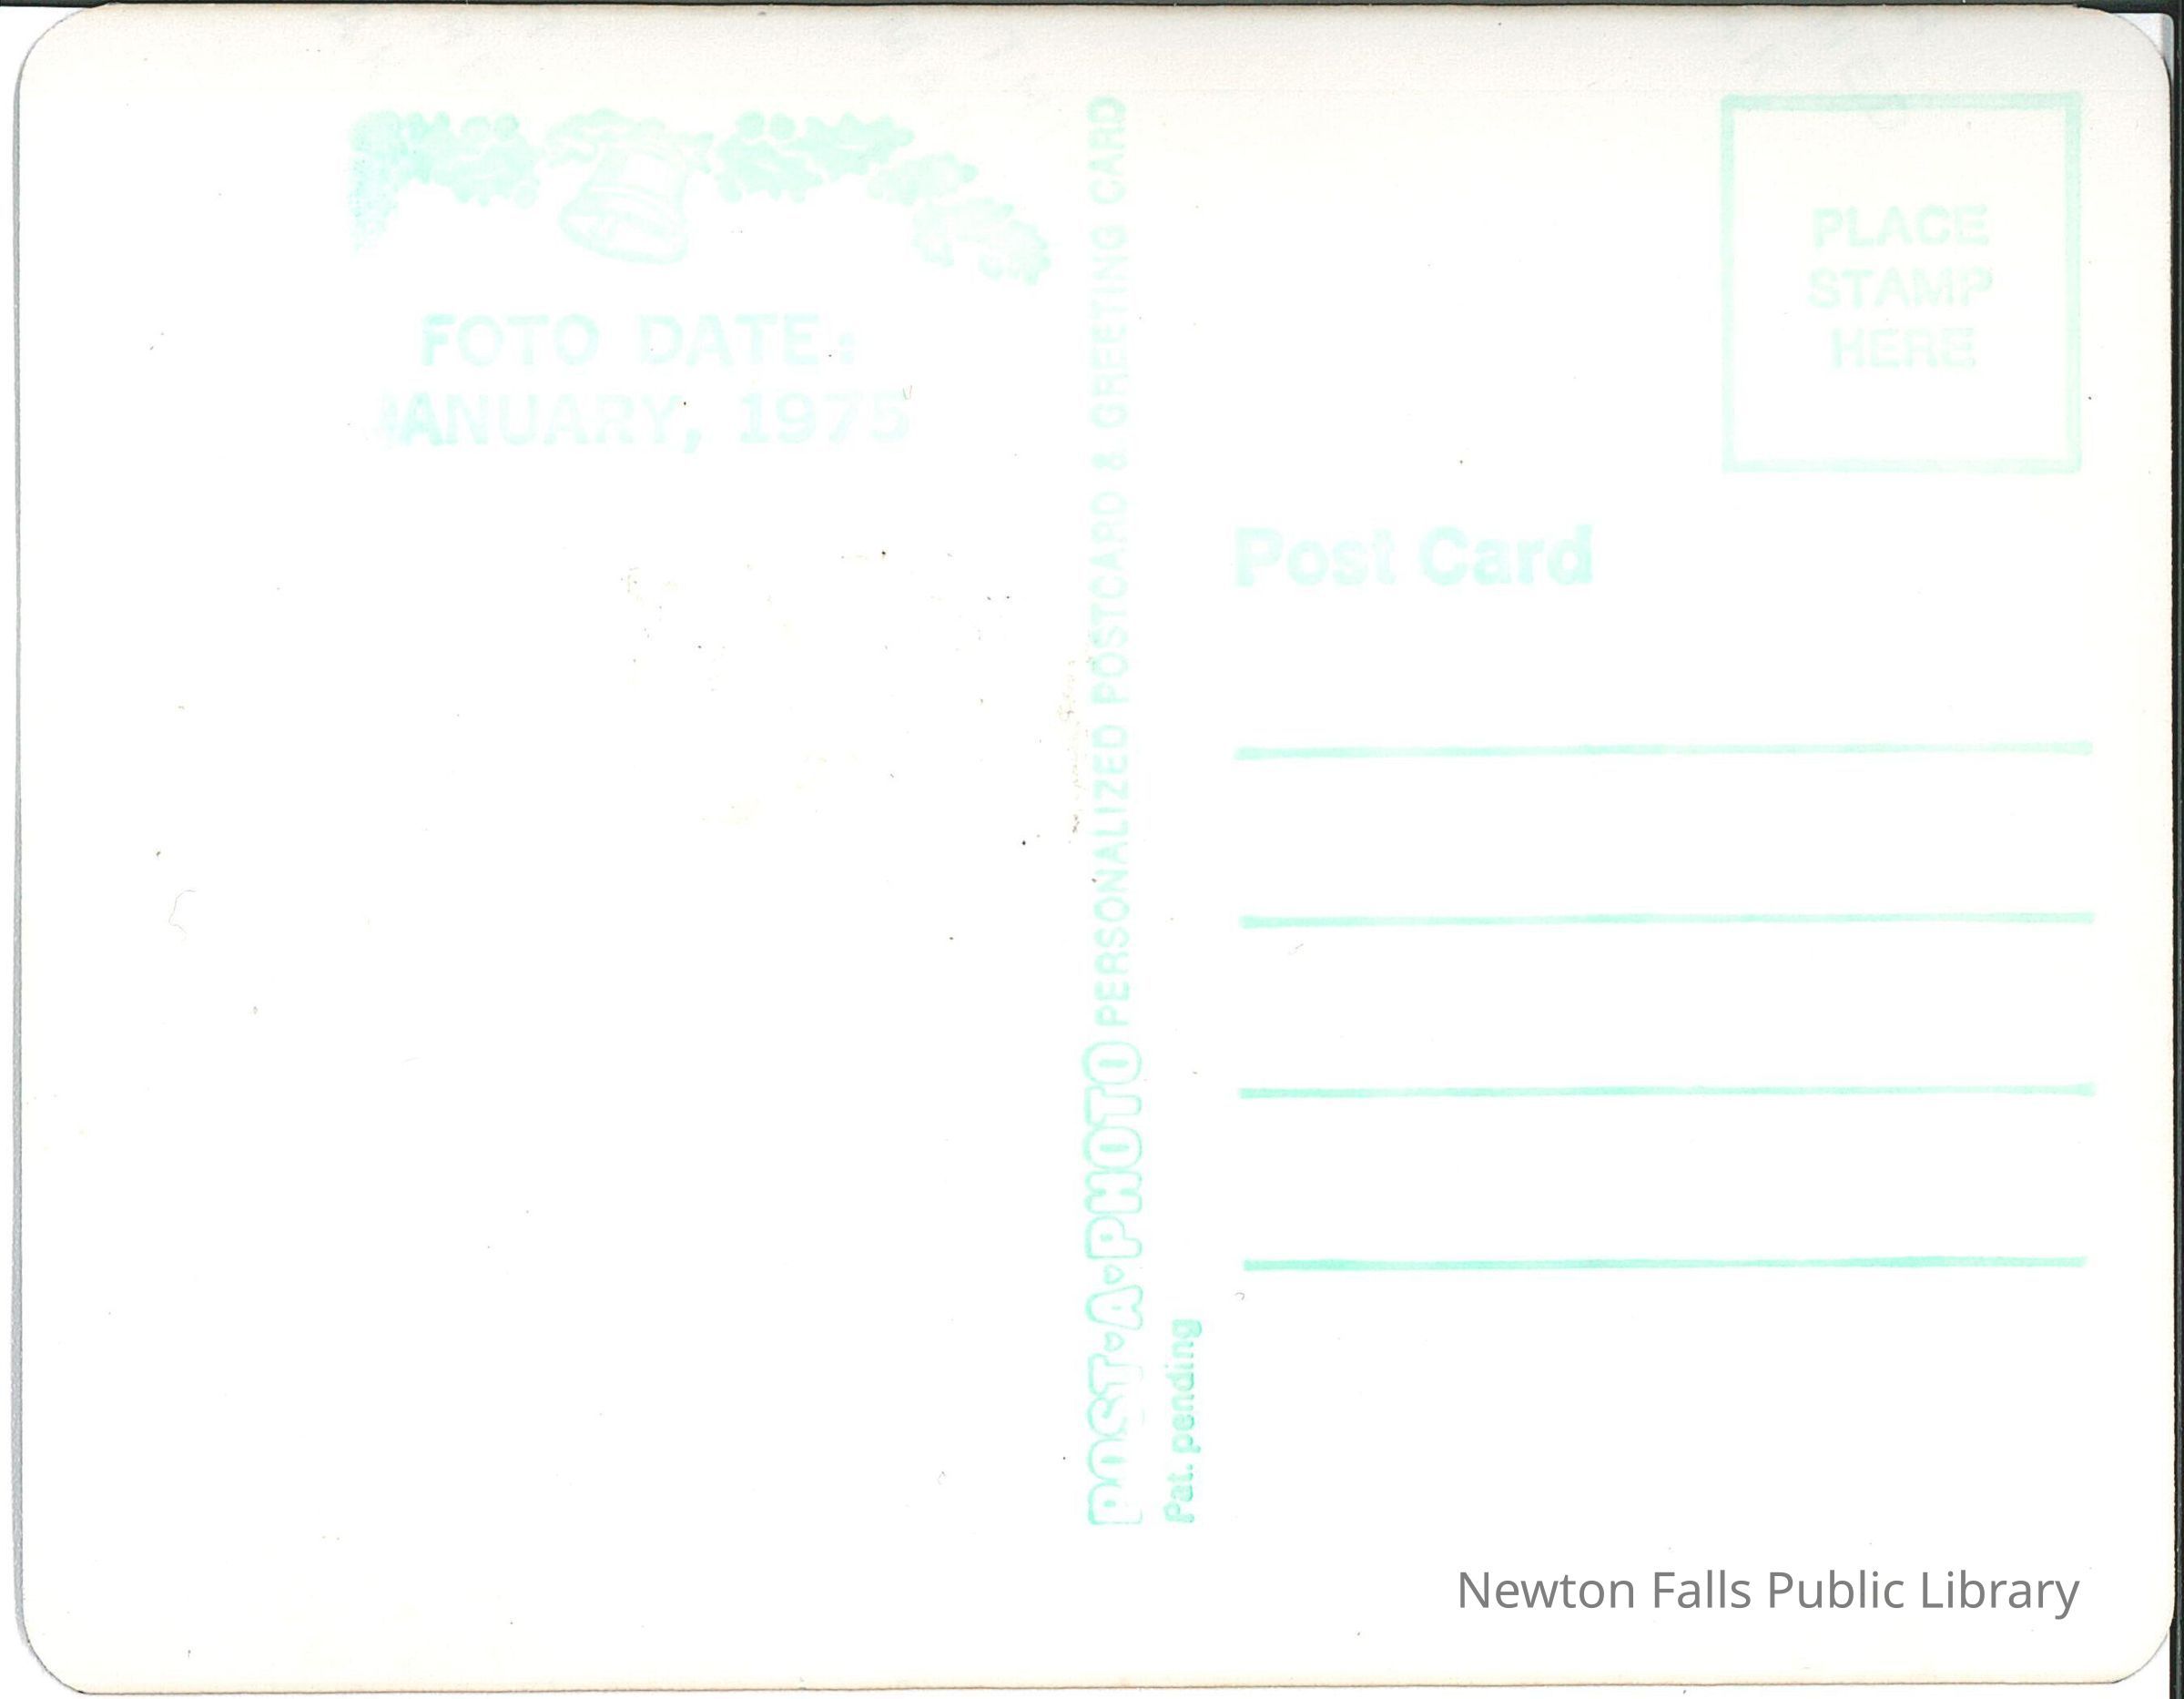 FOTO DATE:
JANUARY, 1975
POST·A·PHOTO PERSONALIZED POSTCARD & GREETING CARD
Pat. pending
PLACE
STAMP
HERE
Post Card
Newton Falls Public Library